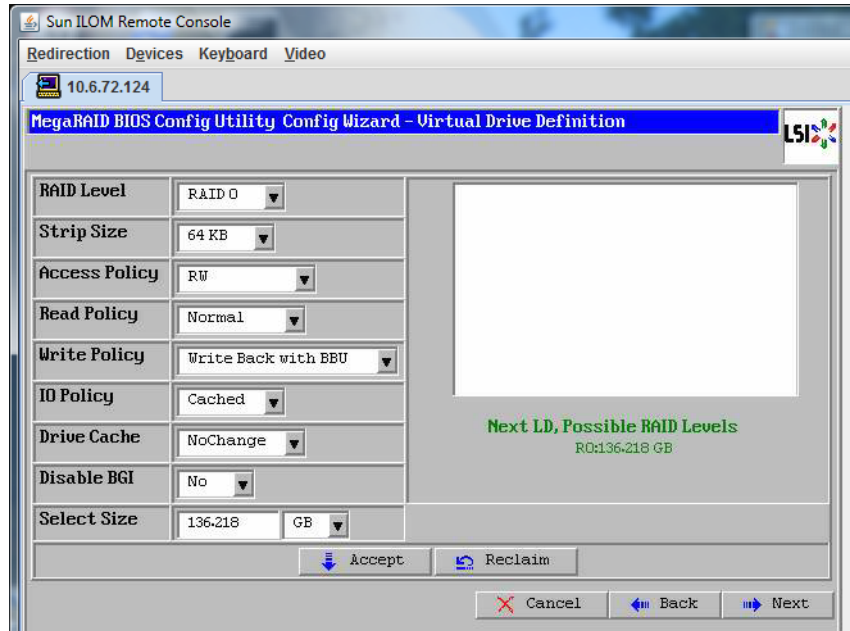 Sun ILOM Remote Console
Redirection Devices Keyboard Video
10.6.72.124
MegaRAID BIOS Config Utility Config Wizard - Virtual Drive Definition
LSI
RAID Level RAID 0
Strip Size 64 KB
Access Policy RW
Read Policy Normal
Write Policy Write Back with BBU
IO Policy Cached
Drive Cache NoChange
Disable BGI No
Select Size 136.218 GB
Next LD, Possible RAID Levels
R0:136.218 GB
Accept Reclaim
Cancel Back Next